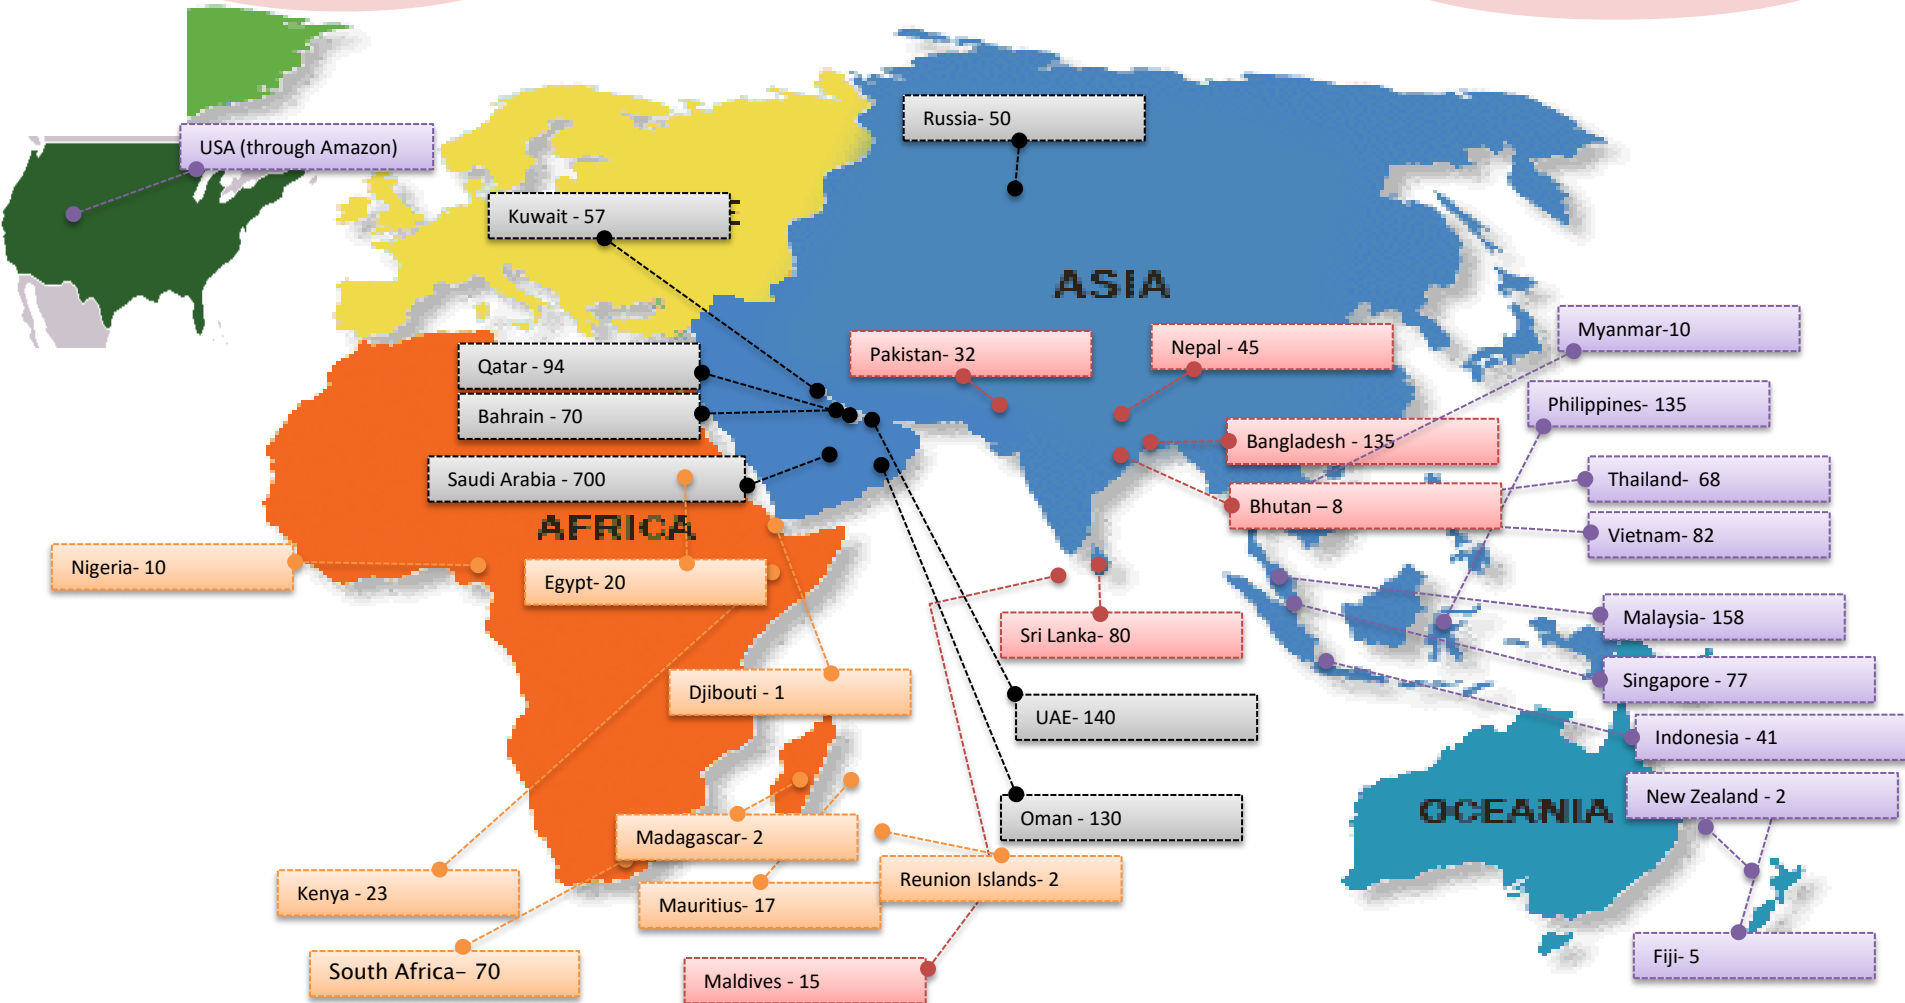 Russia- 50
USA (through Amazon)
Kuwait - 57
E
ASIA
Myanmar-10
Pakistan- 32
Nepal - 45
Qatar - 94
Philippines- 135
Bahrain - 70
Bangladesh - 135
Saudi Arabia - 700
Thailand-  68
Bhutan – 8
AFRICA
Vietnam- 82
Nigeria- 10
Egypt- 20
Malaysia- 158
Sri Lanka- 80
Singapore - 77
Djibouti - 1
UAE- 140
Indonesia - 41
New Zealand - 2
OCEANIA
Oman - 130
Madagascar- 2
Reunion Islands- 2
Kenya - 23
Mauritius- 17
Fiji- 5
South Africa– 70
Maldives - 15